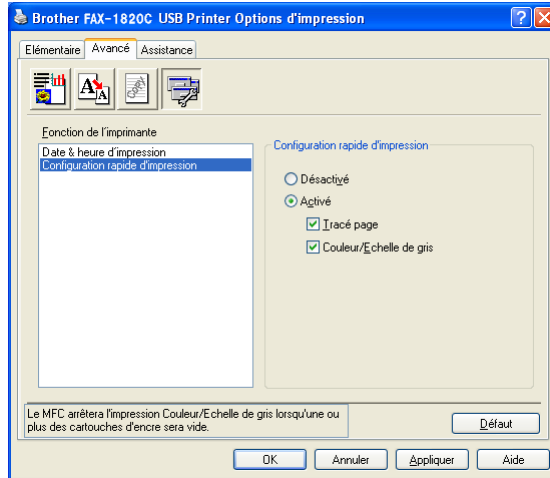 Brother FAX-1820C USB Printer Options d'impression
Elémentaire Avancé Assistance
Copy
Fonction de l'imprimante
Date & heure d'impression
Configuration rapide d'impression
Configuration rapide d'impression
Désactivé
Activé
Tracé page
Couleur/Echelle de gris
Le MFC arrêtera l'impression Couleur/Echelle de gris lorsqu'une ou
plus des cartouches d'encre sera vide.
Défaut
OK Annuler Appliquer Aide